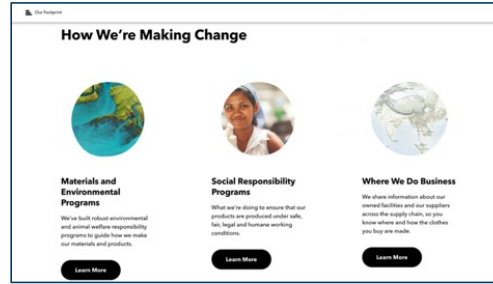 Our Footprint
How We're Making Change
Materials and
Environmental
Programs
We've built robust environmental
and animal welfare responsibility
programs to guide how we make
our materials and products.
Learn More
Social Responsibility
Programs
What we're doing to ensure that our
products are produced under safe,
fair, legal and humane working
conditions.
Learn More
Where We Do Business
We share information about our
owned facilities and our suppliers
across the supply chain, so you
know where and how the clothes
you buy are made.
Learn More